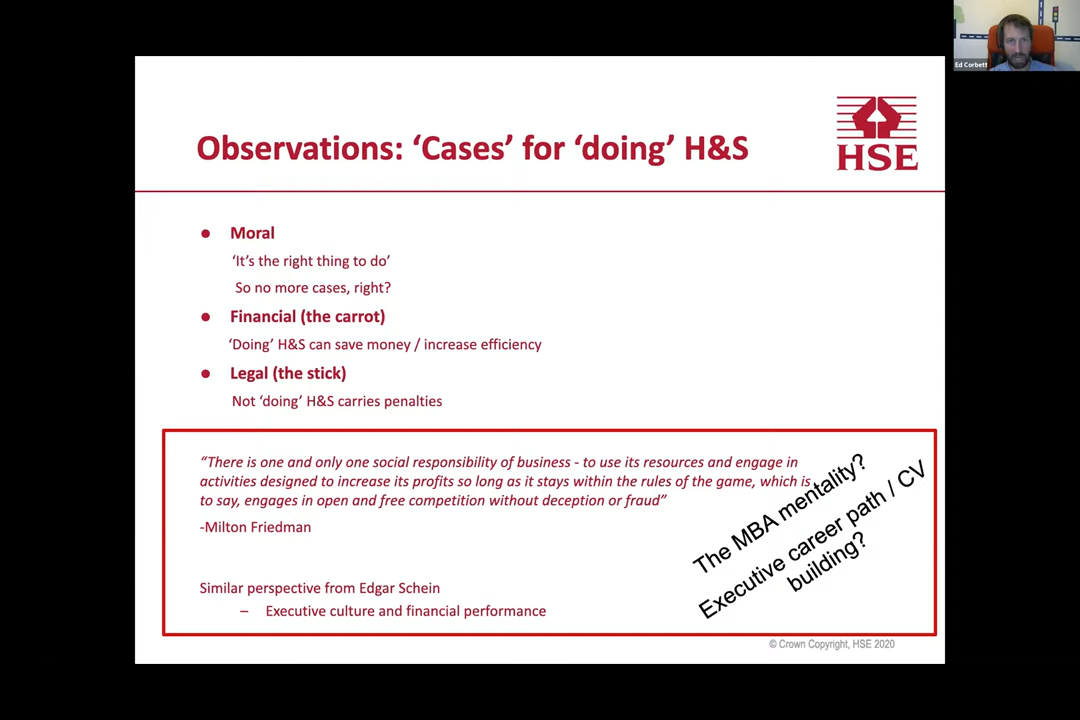 Ed Corbett
Observations: ‘Cases’ for ‘doing’ H&S
HSE
● Moral
‘It’s the right thing to do’
So no more cases, right?
● Financial (the carrot)
‘Doing’ H&S can save money / increase efficiency
● Legal (the stick)
Not ‘doing’ H&S carries penalties
“There is one and only one social responsibility of business - to use its resources and engage in
activities designed to increase its profits so long as it stays within the rules of the game, which is
to say, engages in open and free competition without deception or fraud”
-Milton Friedman
The MBA mentality?
Executive career path / CV
building?
Similar perspective from Edgar Schein
– Executive culture and financial performance
© Crown Copyright, HSE 2020